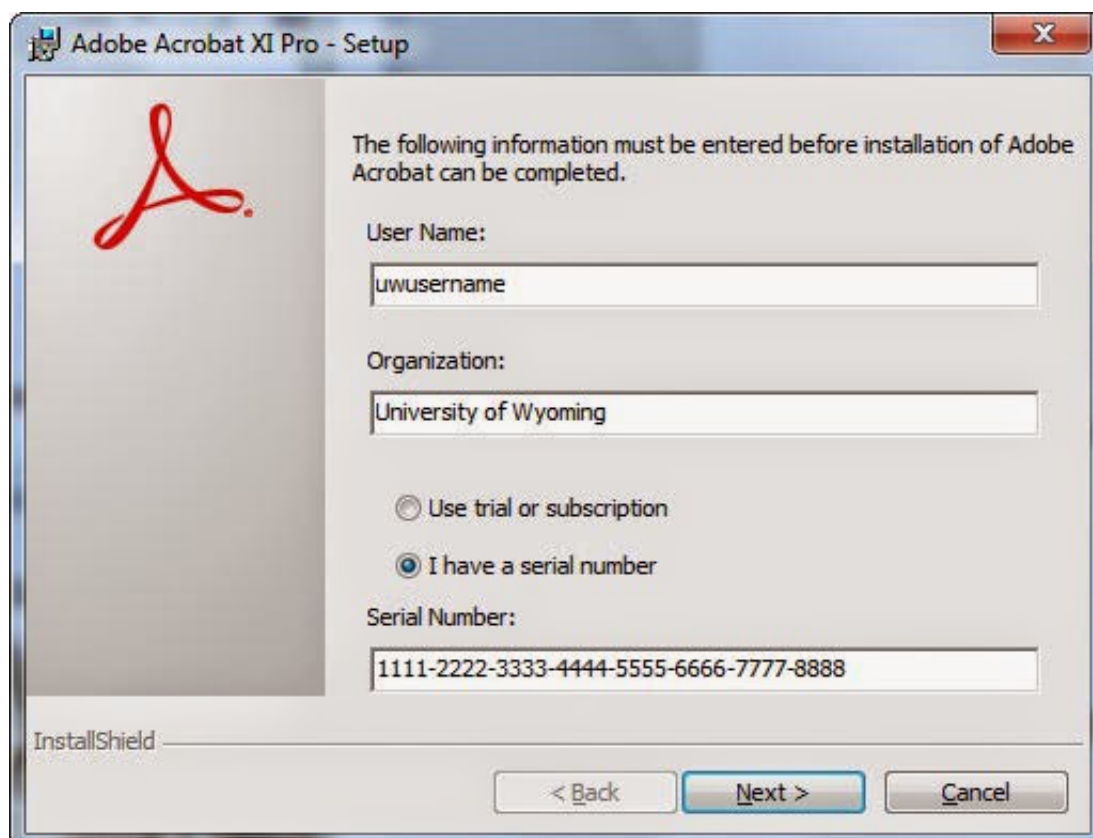 Adobe Acrobat XI Pro - Setup
The following information must be entered before installation of Adobe
Acrobat can be completed.
User Name:
uwusername
Organization:
University of Wyoming
Use trial or subscription
I have a serial number
Serial Number:
1111-2222-3333-4444-5555-6666-7777-8888
InstallShield
< Back
Next >
Cancel